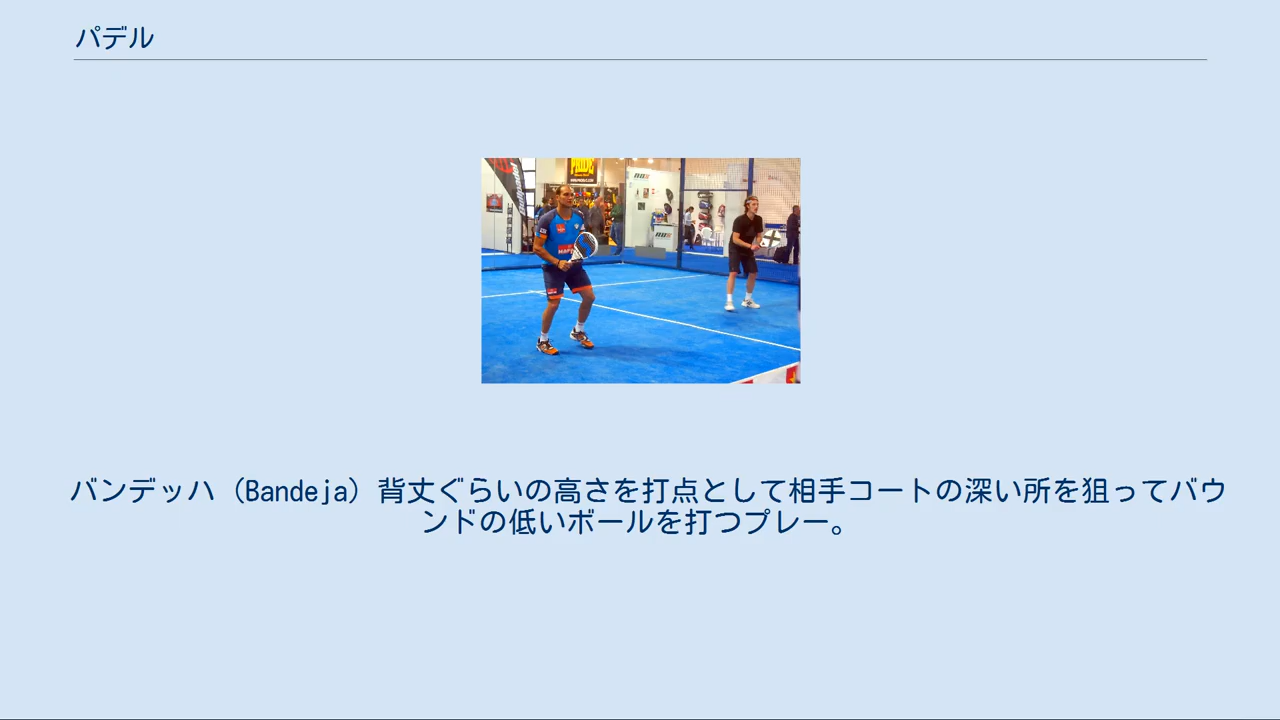 パデル
PRIDE
バンデッハ（Bandeja）背丈ぐらいの高さを打点として相手コートの深い所を狙ってバウ
ンドの低いボールを打つプレー。